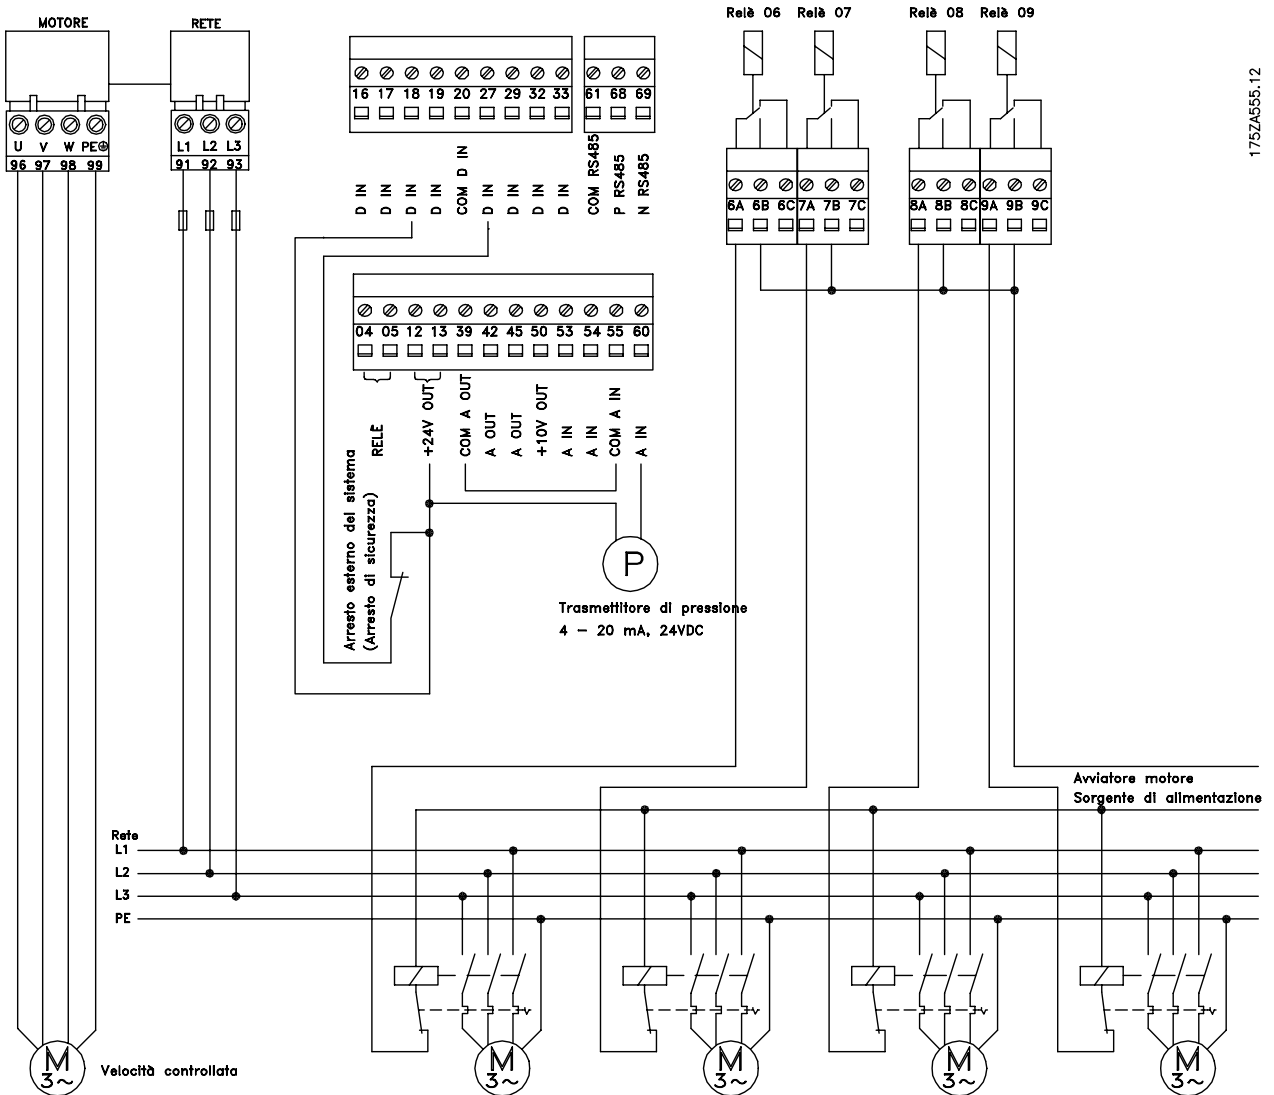 MOTORE
RETE
U V W PE
96 97 98 99
L1 L2 L3
91 92 93
16 17 18 19 20 27 29 32 33
61 68 69
D IN
D IN
D IN
D IN
COM D IN
D IN
D IN
D IN
D IN
COM RS485
P RS485
N RS485
Relè 06 Relè 07
Relè 08 Relè 09
6A 6B 6C 7A 7B 7C
8A 8B 8C 9A 9B 9C
175ZA555.12
04 05 12 13 39 42 45 50 53 54 55 60
RELÈ
+24V OUT
COM A OUT
A OUT
A OUT
+10V OUT
A IN
A IN
COM A IN
A IN
Arresto esterno del sistema
(Arresto di sicurezza)
P
Trasmettitore di pressione
4 – 20 mA, 24VDC
Avviatore motore
Sorgente di alimentazione
Rete
L1
L2
L3
PE
M
3~
Velocità controllata
M
3~
M
3~
M
3~
M
3~